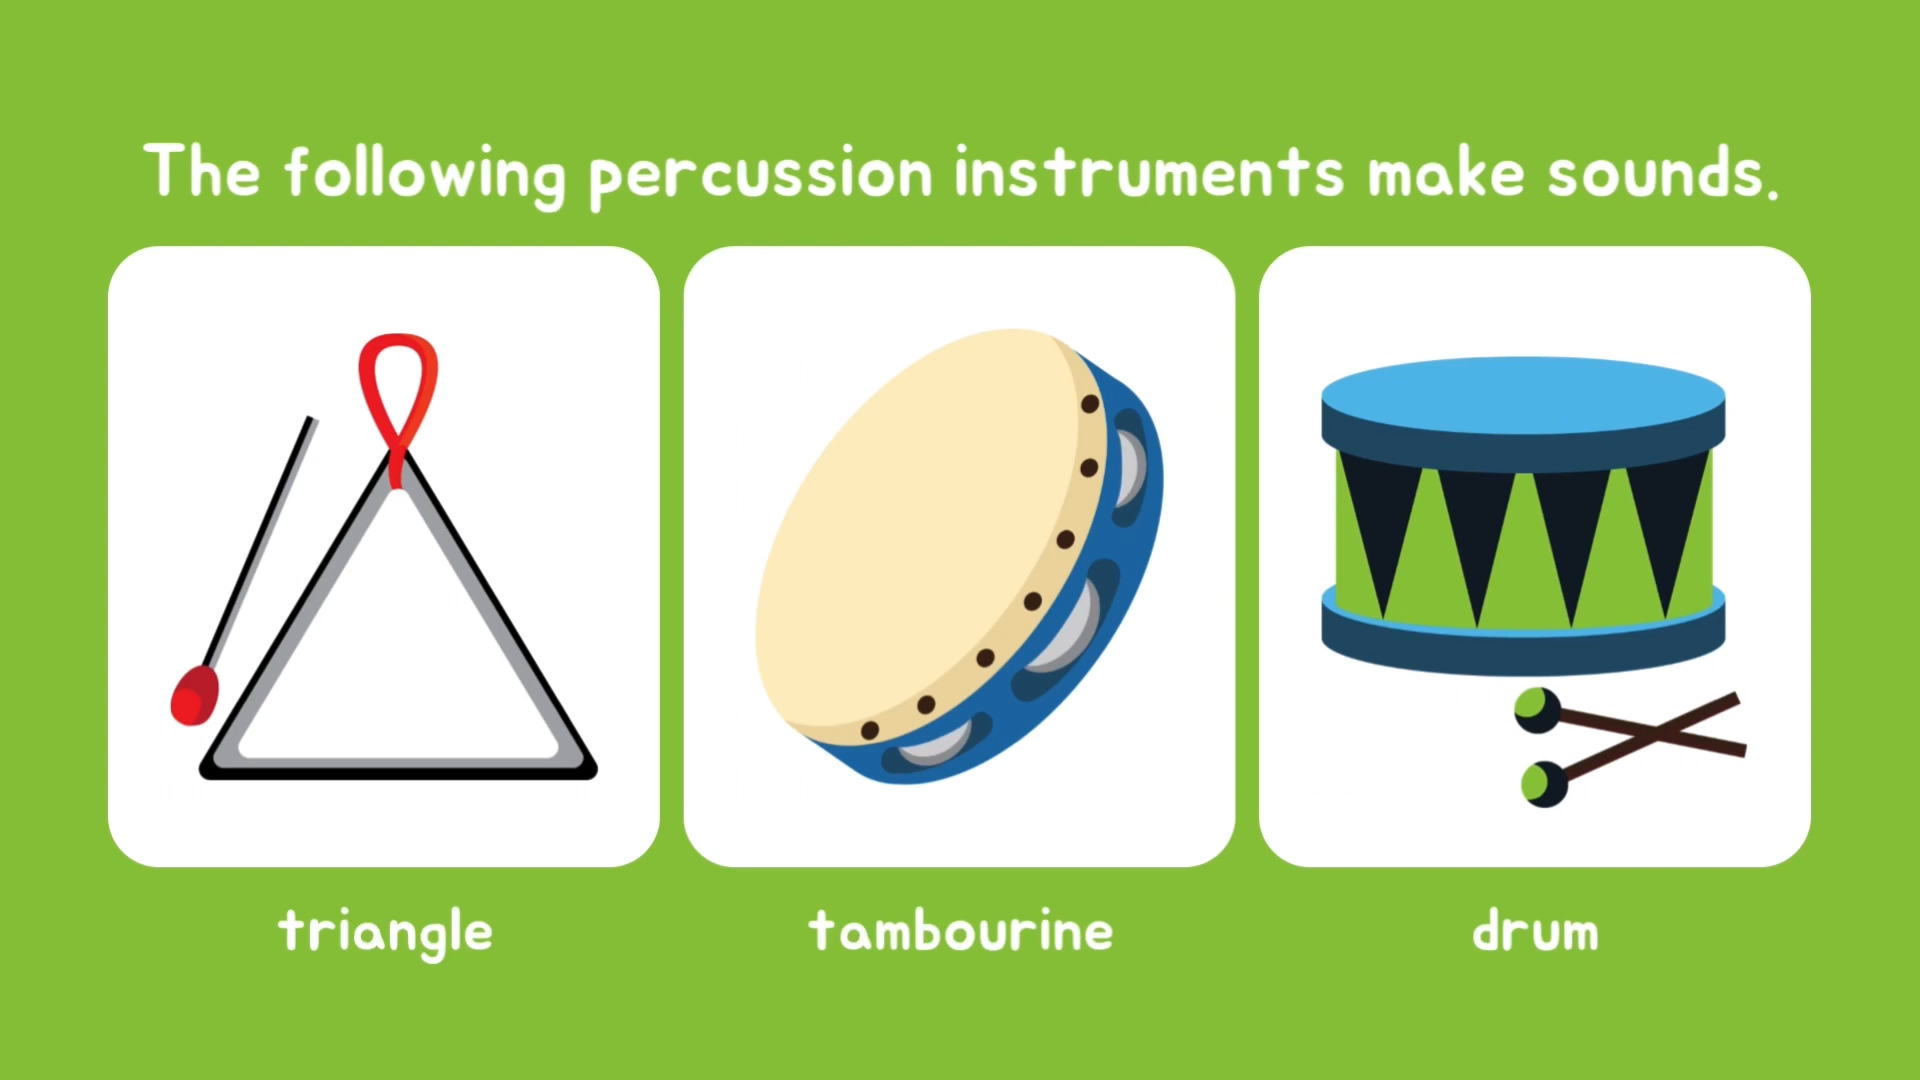 The following percussion instruments make sounds.
triangle
tambourine
drum